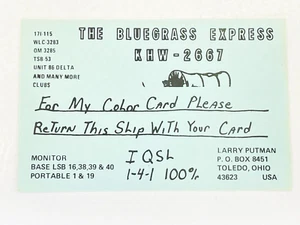 17I 115
WLC 3283
OM 3285
TSB 53
UNIT 86 DELTA
AND MANY MORE
CLUBS
THE BLUEGRASS EXPRESS
KHW-2667
For My Color Card Please
Return This Ship With Your Card
MONITOR
BASE LSB 16,38,39 & 40
PORTABLE 1 & 19
I QSL
1-4-1 100%
LARRY PUTMAN
P. O. BOX 8451
TOLEDO, OHIO
43623 USA